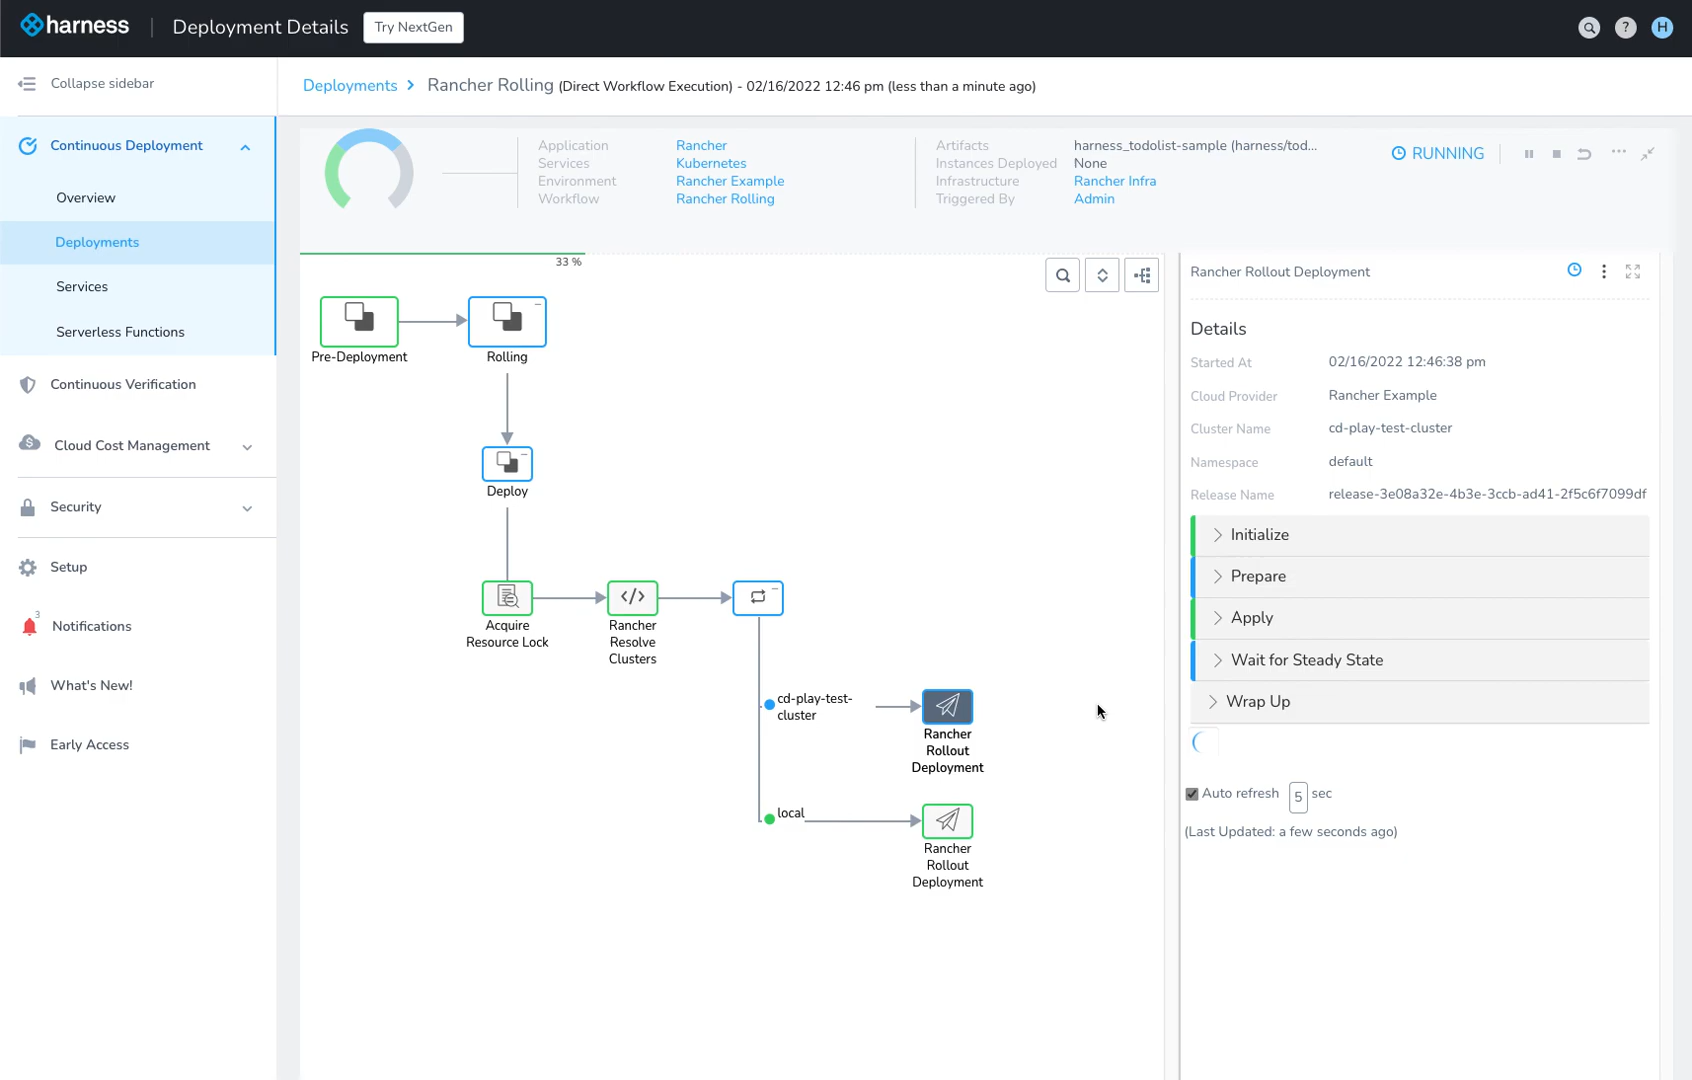 harness
Deployment Details
Try NextGen
?
H
Collapse sidebar
Deployments > Rancher Rolling (Direct Workflow Execution) - 02/16/2022 12:46 pm (less than a minute ago)
Continuous Deployment
Overview
Deployments
Services
Serverless Functions
Continuous Verification
Cloud Cost Management
Security
Setup
3
Notifications
What's New!
Early Access
Application Rancher
Services Kubernetes
Environment Rancher Example
Workflow Rancher Rolling
Artifacts harness_todolist-sample (harness/tod...
Instances Deployed None
Infrastructure Rancher Infra
Triggered By Admin
RUNNING
33 %
Pre-Deployment
Rolling
Deploy
Acquire
Resource Lock
</>
Rancher
Resolve
Clusters
cd-play-test-
cluster
Rancher
Rollout
Deployment
local
Rancher
Rollout
Deployment
Rancher Rollout Deployment
Details
Started At 02/16/2022 12:46:38 pm
Cloud Provider Rancher Example
Cluster Name cd-play-test-cluster
Namespace default
Release Name release-3e08a32e-4b3e-3ccb-ad41-2f5c6f7099df
Initialize
Prepare
Apply
Wait for Steady State
Wrap Up
Auto refresh 5 sec
(Last Updated: a few seconds ago)